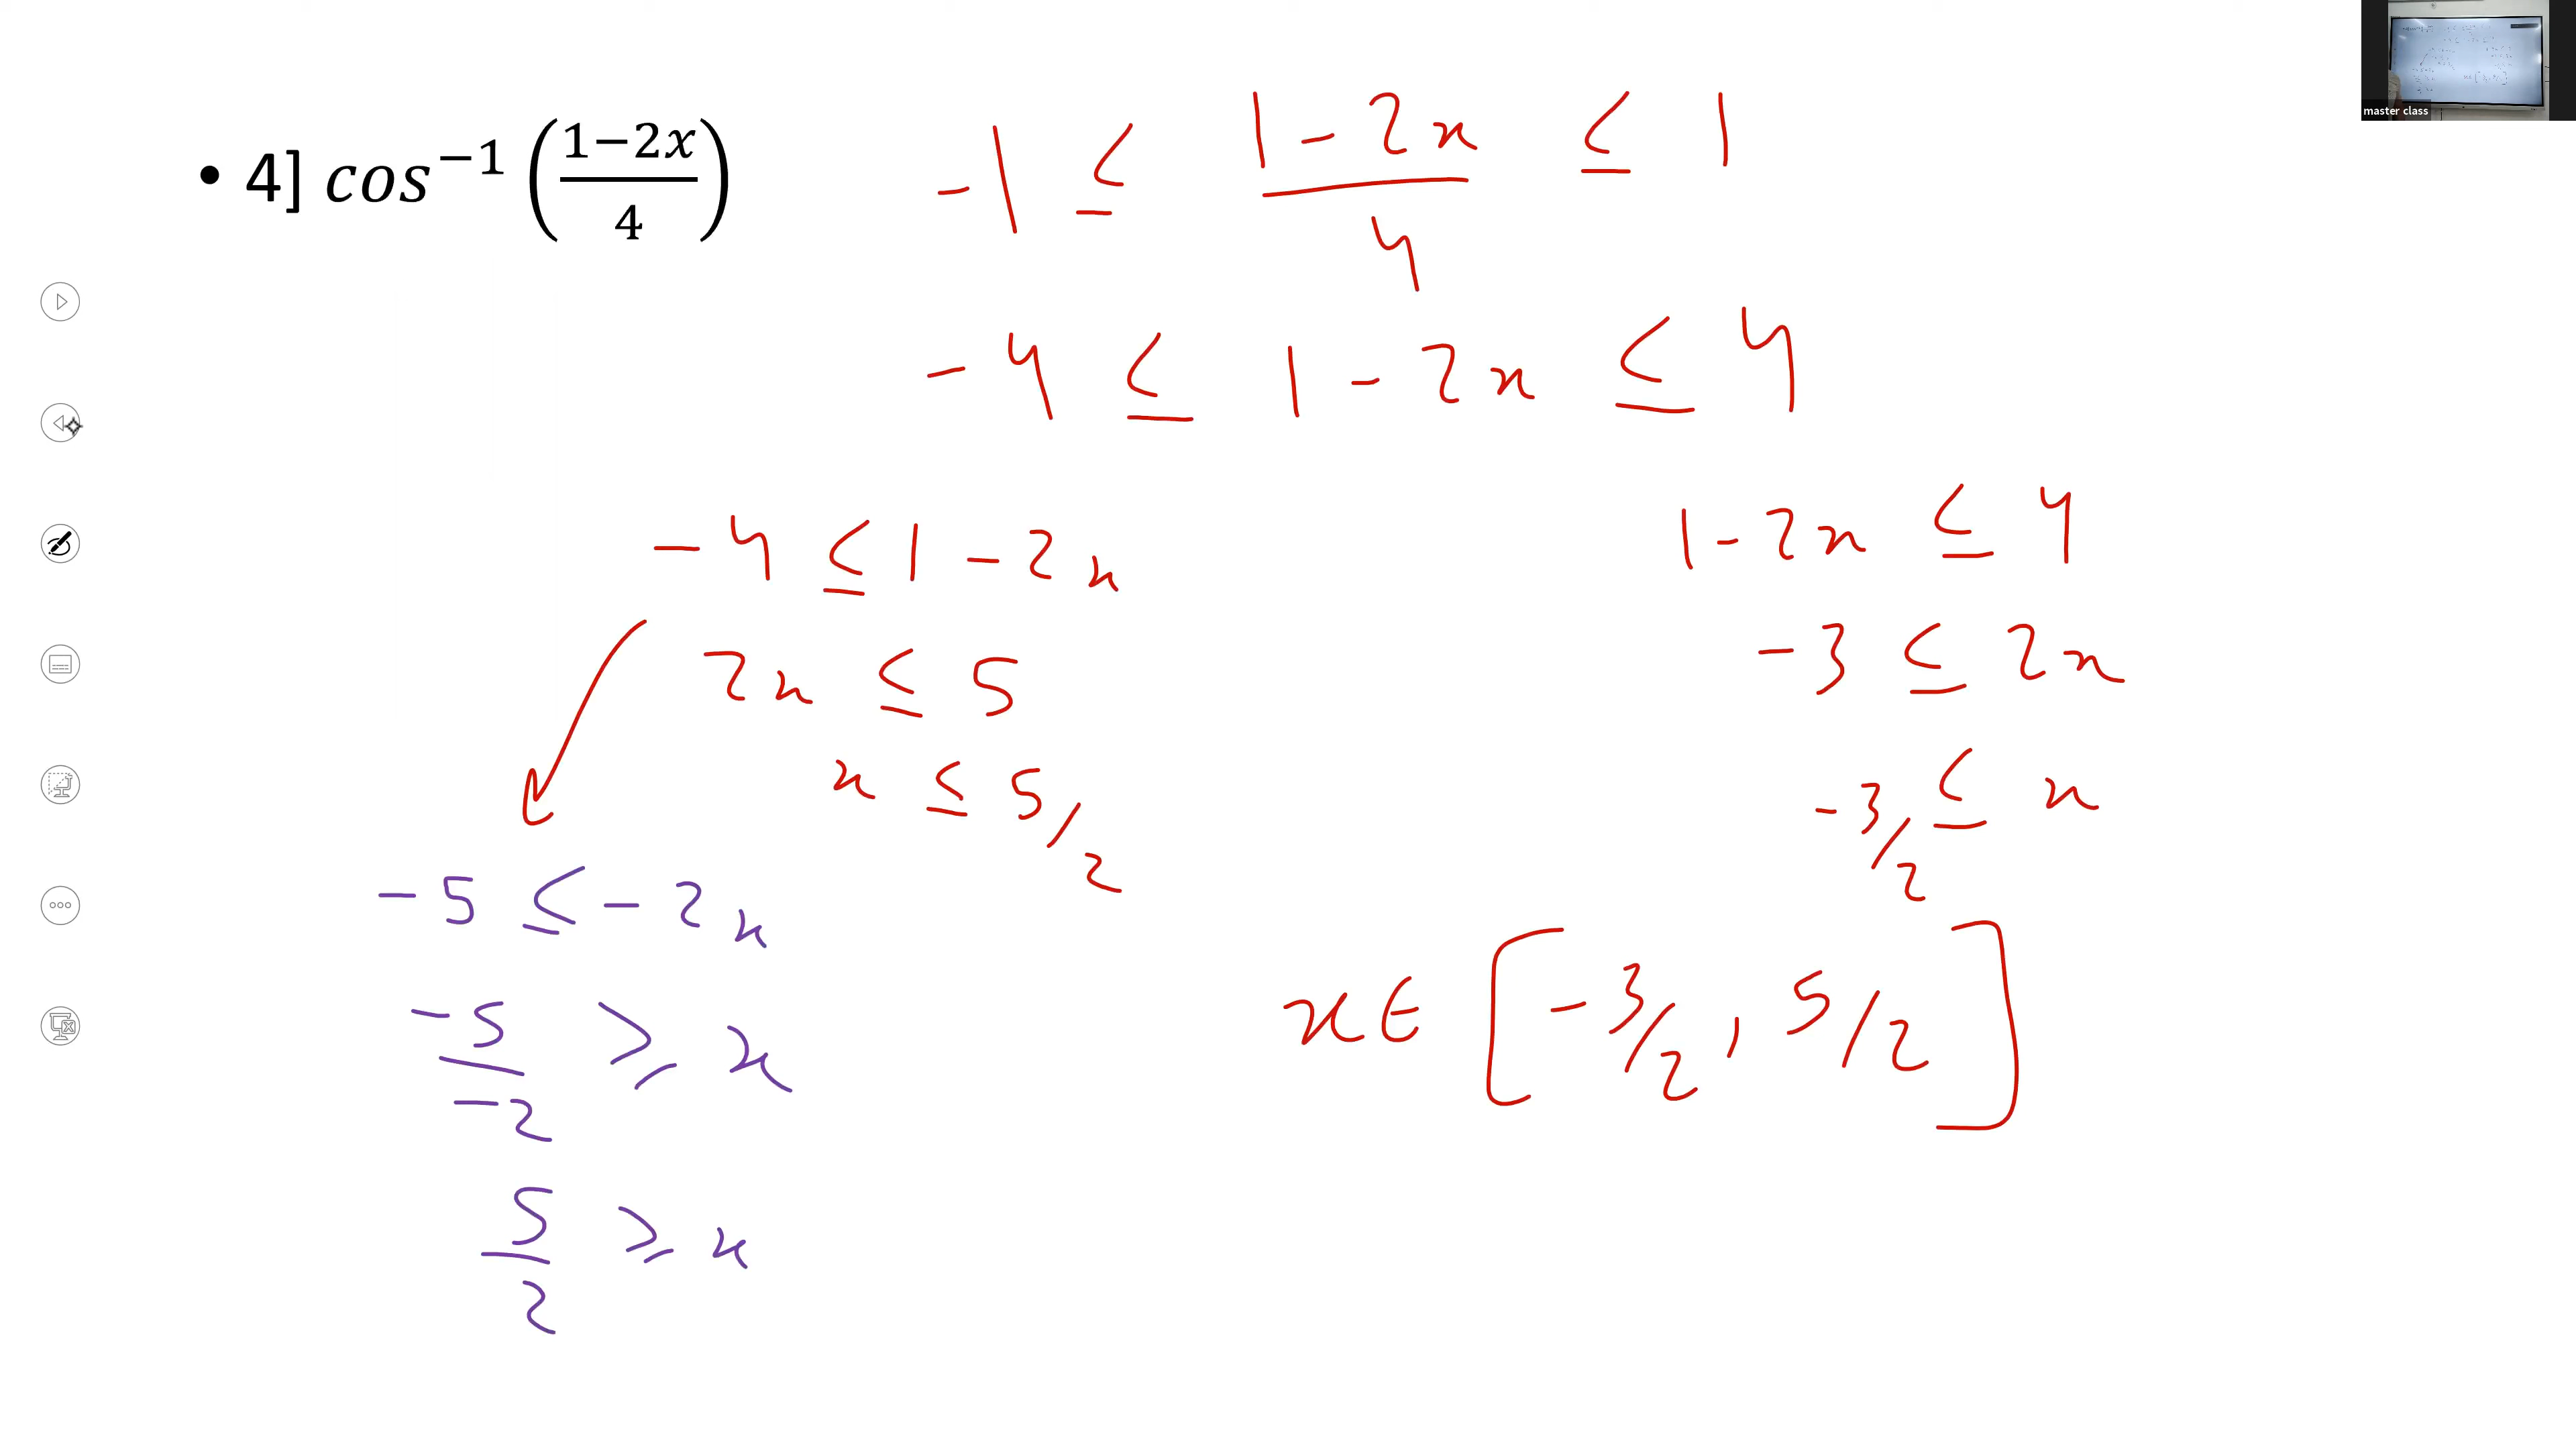 • 4] cos⁻¹ ((1−2x)/4)
-1 ≤ (1-2x)/4 ≤ 1
-4 ≤ 1-2x ≤ 4
-4 ≤ 1-2x
2x ≤ 5
x ≤ 5/2
-5 ≤ -2x
-5/-2 ≥ x
5/2 ≥ x
1-2x ≤ 4
-3 ≤ 2x
-3/2 ≤ x
x ∈ [-3/2, 5/2]
master class